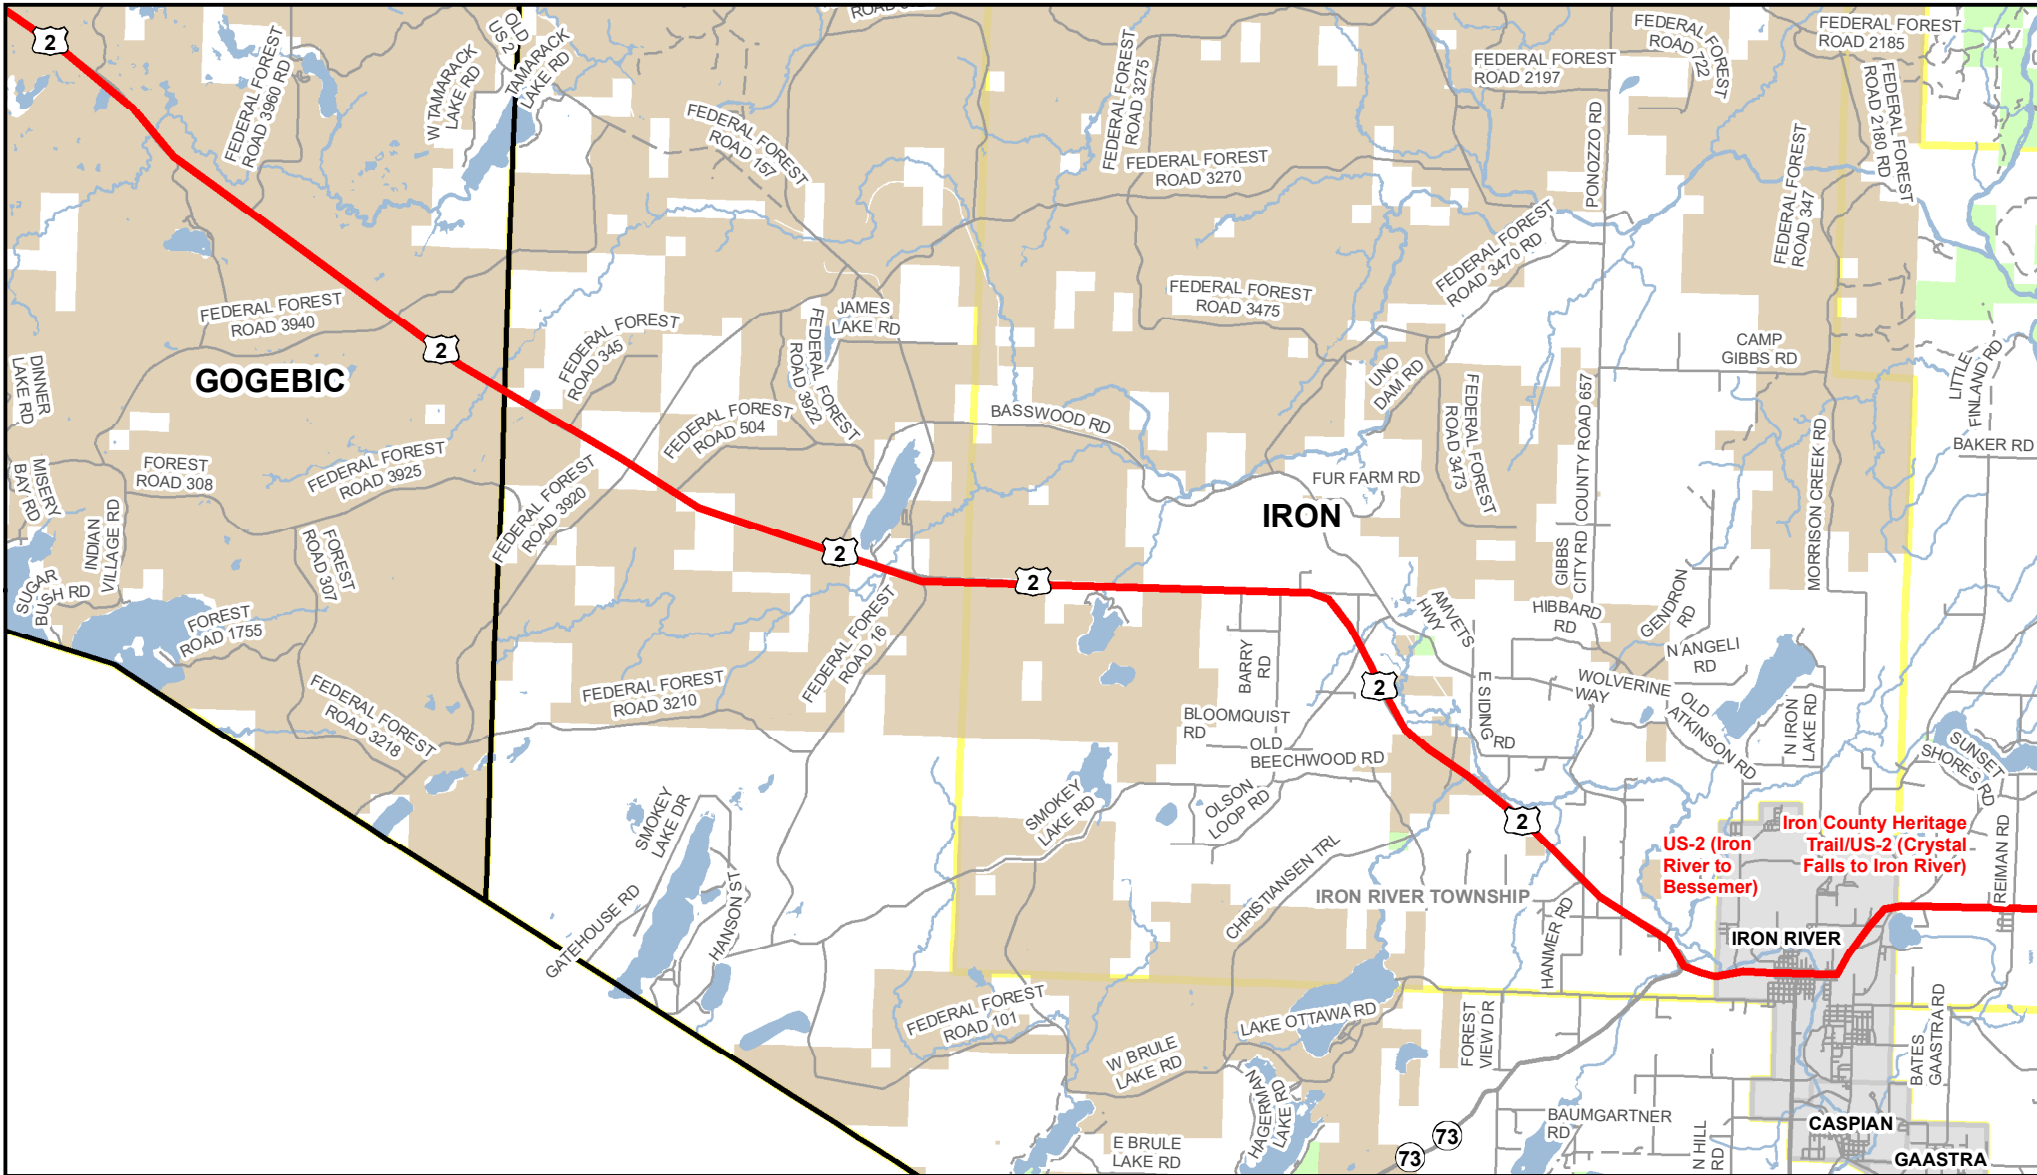 2
FEDERAL FOREST
ROAD 3960 RD
W TAMARACK
LAKE RD
OLD
US 2
TAMARACK
LAKE RD
FEDERAL FOREST
ROAD 157
FEDERAL FOREST
ROAD 3275
FEDERAL FOREST
ROAD 3270
FEDERAL FOREST
ROAD 2197
FEDERAL FOREST
ROAD 722
FEDERAL FOREST
ROAD 2185
FEDERAL FOREST
ROAD 2180 RD
PONOZZO RD
FEDERAL FOREST
ROAD 347
FEDERAL FOREST
ROAD 3470 RD
FEDERAL FOREST
ROAD 3475
FEDERAL FOREST
ROAD 3940
2
GOGEBIC
FEDERAL FOREST
ROAD 345
JAMES
LAKE RD
FEDERAL FOREST
ROAD 3922
FEDERAL FOREST
ROAD 504
BASSWOOD RD
UNO
DAM RD
FEDERAL FOREST
ROAD 3473
CAMP
GIBBS RD
LITTLE
FINLAND RD
BAKER RD
DINNER
LAKE RD
MISERY
BAY RD
FOREST
ROAD 308
FEDERAL FOREST
ROAD 3925
FEDERAL FOREST
ROAD 3920
INDIAN
VILLAGE RD
FOREST
ROAD 307
SUGAR
BUSH RD
FOREST
ROAD 1755
FUR FARM RD
IRON
GIBBS
CITY RD COUNTY ROAD 657
MORRISON CREEK RD
2
2
FEDERAL FOREST
ROAD 16
FEDERAL FOREST
ROAD 3210
FEDERAL FOREST
ROAD 3218
BARRY
RD
AMVETS
HWY
HIBBARD
RD
GENDRON
RD
N ANGELI
RD
2
E SIDING
RD
WOLVERINE
WAY
OLD
ATKINSON RD
N IRON
LAKE RD
BLOOMQUIST
RD
OLD
BEECHWOOD RD
SUNSET
SHORES RD
OLSON
LOOP RD
SMOKEY
LAKE RD
SMOKEY
LAKE DR
2
CHRISTIANSEN TRL
IRON RIVER TOWNSHIP
US-2 (Iron
River to
Bessemer)
Iron County Heritage
Trail/US-2 (Crystal
Falls to Iron River)
REIMAN RD
GATEHOUSE RD
HANSON ST
HANMER RD
IRON RIVER
FEDERAL FOREST
ROAD 101
LAKE OTTAWA RD
FOREST
VIEW DR
BATES
GAASTRA RD
W BRULE
LAKE RD
HAGERMAN
LAKE RD
E BRULE
LAKE RD
73
73
BAUMGARTNER
RD
N HILL
RD
CASPIAN
GAASTRA